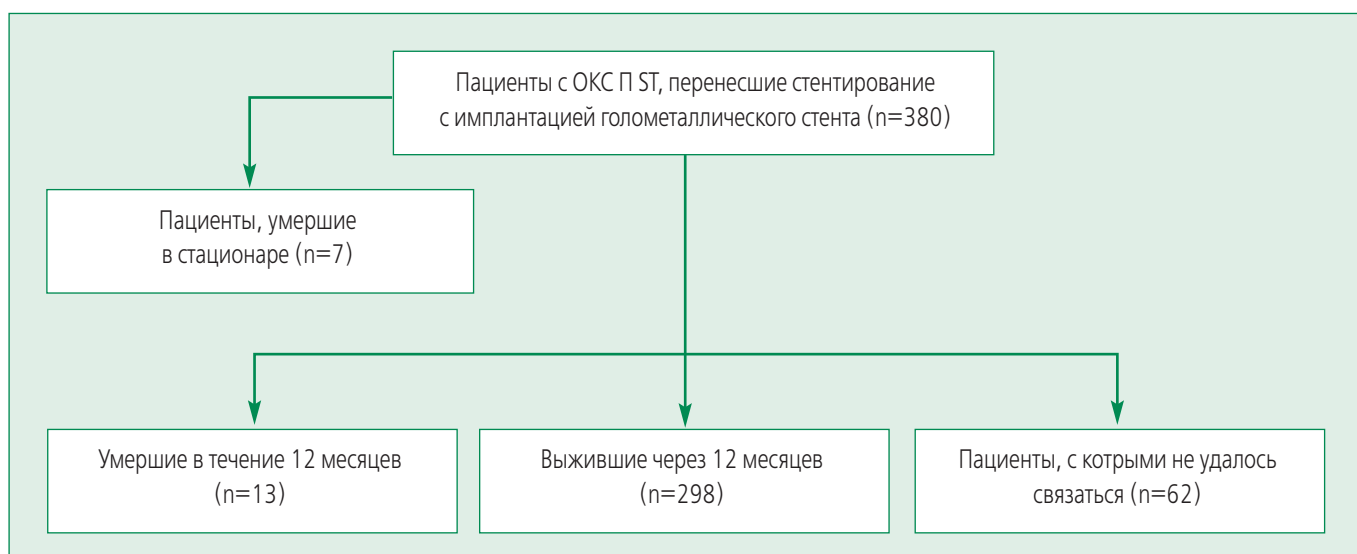 Пациенты с ОКС П ST, перенесшие стентирование
с имплантацией голометаллического стента (n=380)
Пациенты, умершие
в стационаре (n=7)
Умершие в течение 12 месяцев
(n=13)
Выжившие через 12 месяцев
(n=298)
Пациенты, с котрыми не удалось
связаться (n=62)